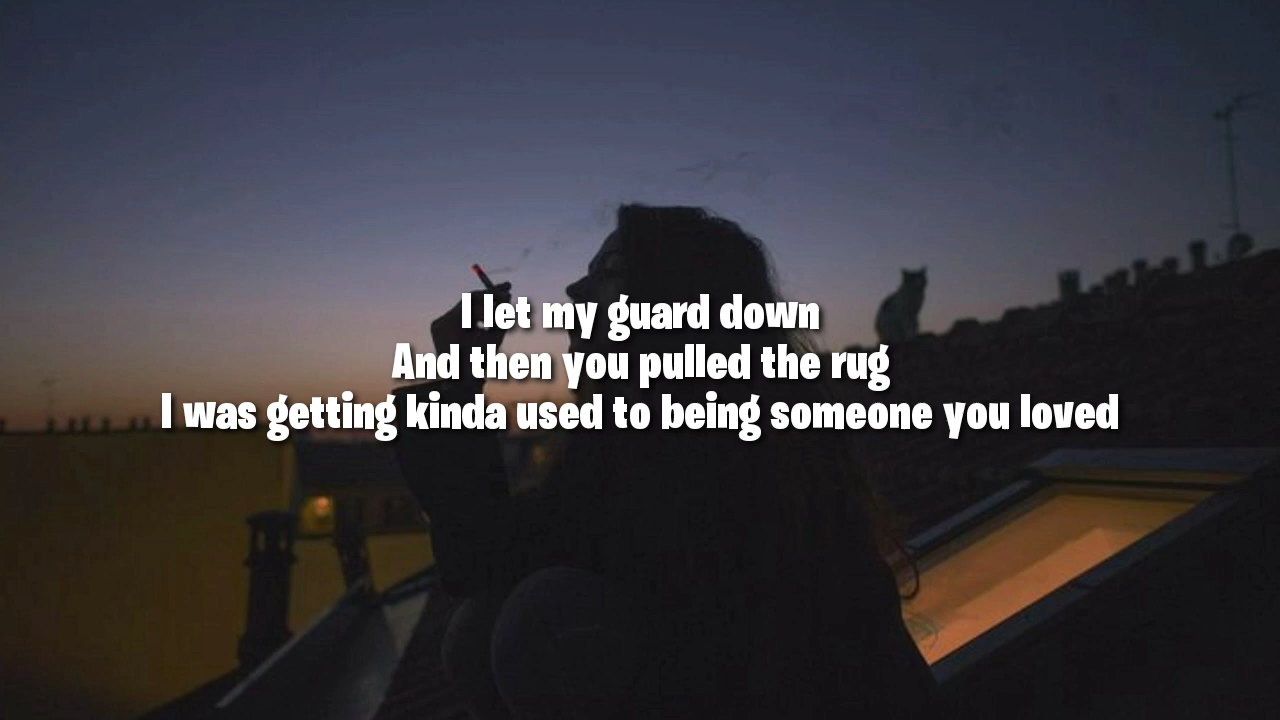 I let my guard down
And then you pulled the rug
I was getting kinda used to being someone you loved